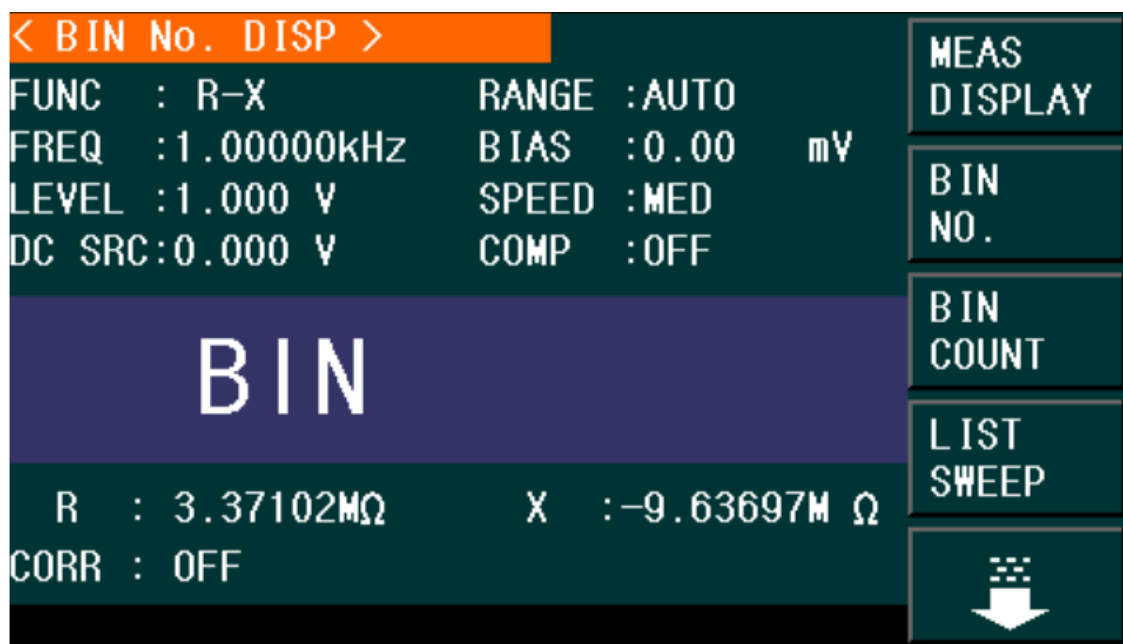 < BIN No. DISP >
FUNC : R-X RANGE :AUTO
FREQ :1.00000kHz BIAS :0.00 mV
LEVEL :1.000 V SPEED :MED
DC SRC:0.000 V COMP :OFF
BIN
R : 3.37102MΩ X :-9.63697M Ω
CORR : OFF
MEAS
DISPLAY
BIN
NO.
BIN
COUNT
LIST
SWEEP